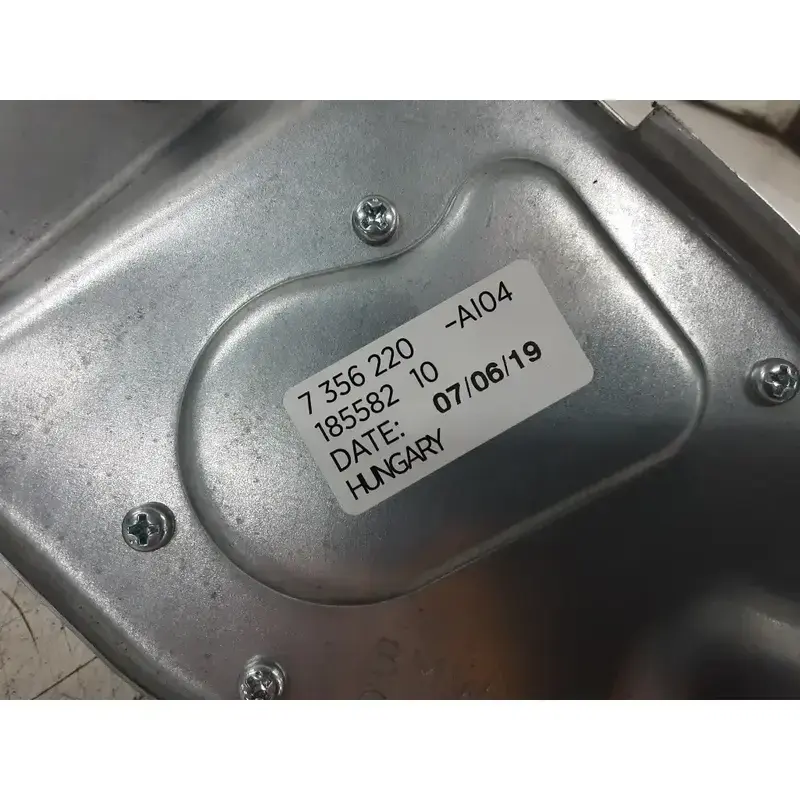 7 356 220 -AI04
185582 10
DATE: 07/06/19
HUNGARY